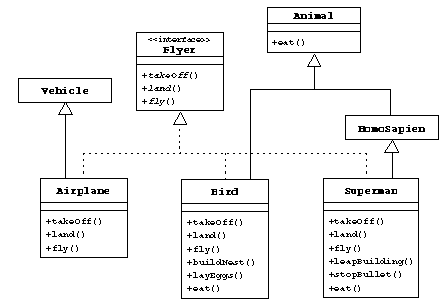 Animal
+eat()
<<interface>>
Flyer
+takeOff()
+land()
+fly()
Vehicle
HomoSapien
Airplane
+takeOff()
+land()
+fly()
Bird
+takeOff()
+land()
+fly()
+buildNest()
+layEggs()
+eat()
Superman
+takeOff()
+land()
+fly()
+leapBuilding()
+stopBullet()
+eat()